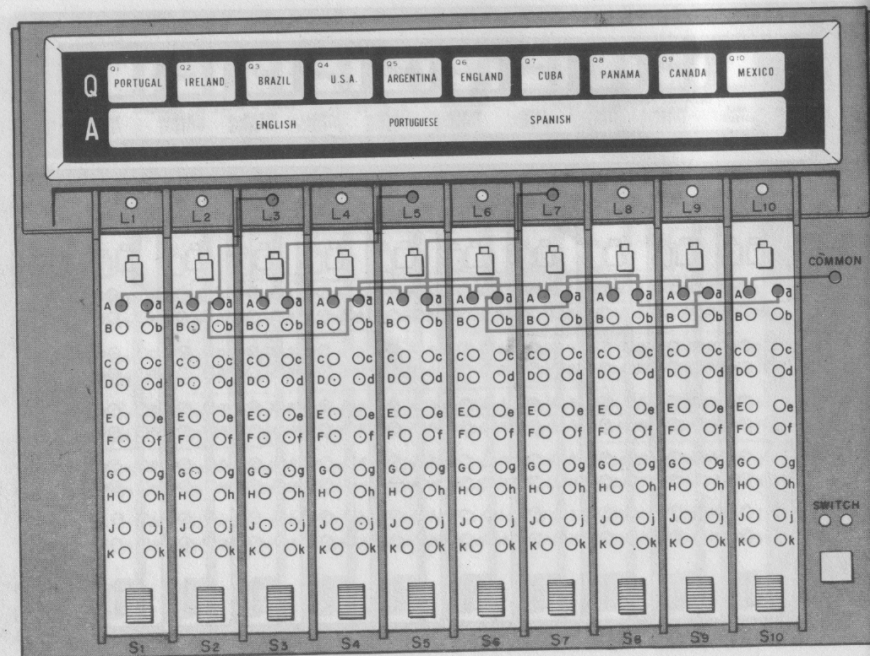 Q1 Q2 Q3 Q4 Q5 Q6 Q7 Q8 Q9 Q10
Q PORTUGAL IRELAND BRAZIL U.S.A. ARGENTINA ENGLAND CUBA PANAMA CANADA MEXICO
A ENGLISH PORTUGUESE SPANISH
L1 L2 L3 L4 L5 L6 L7 L8 L9 L10
COMMON
A a A a A a A a A a A a A a A a A a A a
B b B b B b B b B b B b B b B b B b B b
C c C c C c C c C c C c C c C c C c C c
D d D d D d D d D d D d D d D d D d D d
E e E e E e E e E e E e E e E e E e E e
F f F f F f F f F f F f F f F f F f F f
G g G g G g G g G g G g G g G g G g G g
H h H h H h H h H h H h H h H h H h H h
SWITCH
J j J j J j J j J j J j J j J j J j J j
K k K k K k K k K k K k K k K k K k K k
S1 S2 S3 S4 S5 S6 S7 S8 S9 S10